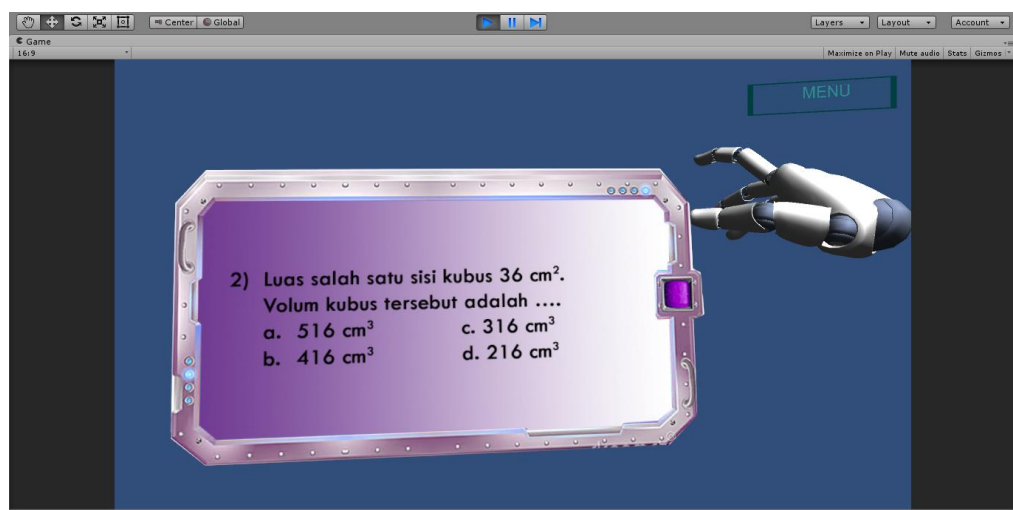 Center Global Layers Layout Account
Game
16:9 Maximize on Play Mute audio Stats Gizmos
MENU
2) Luas salah satu sisi kubus 36 cm².
Volum kubus tersebut adalah ....
a. 516 cm³ c. 316 cm³
b. 416 cm³ d. 216 cm³